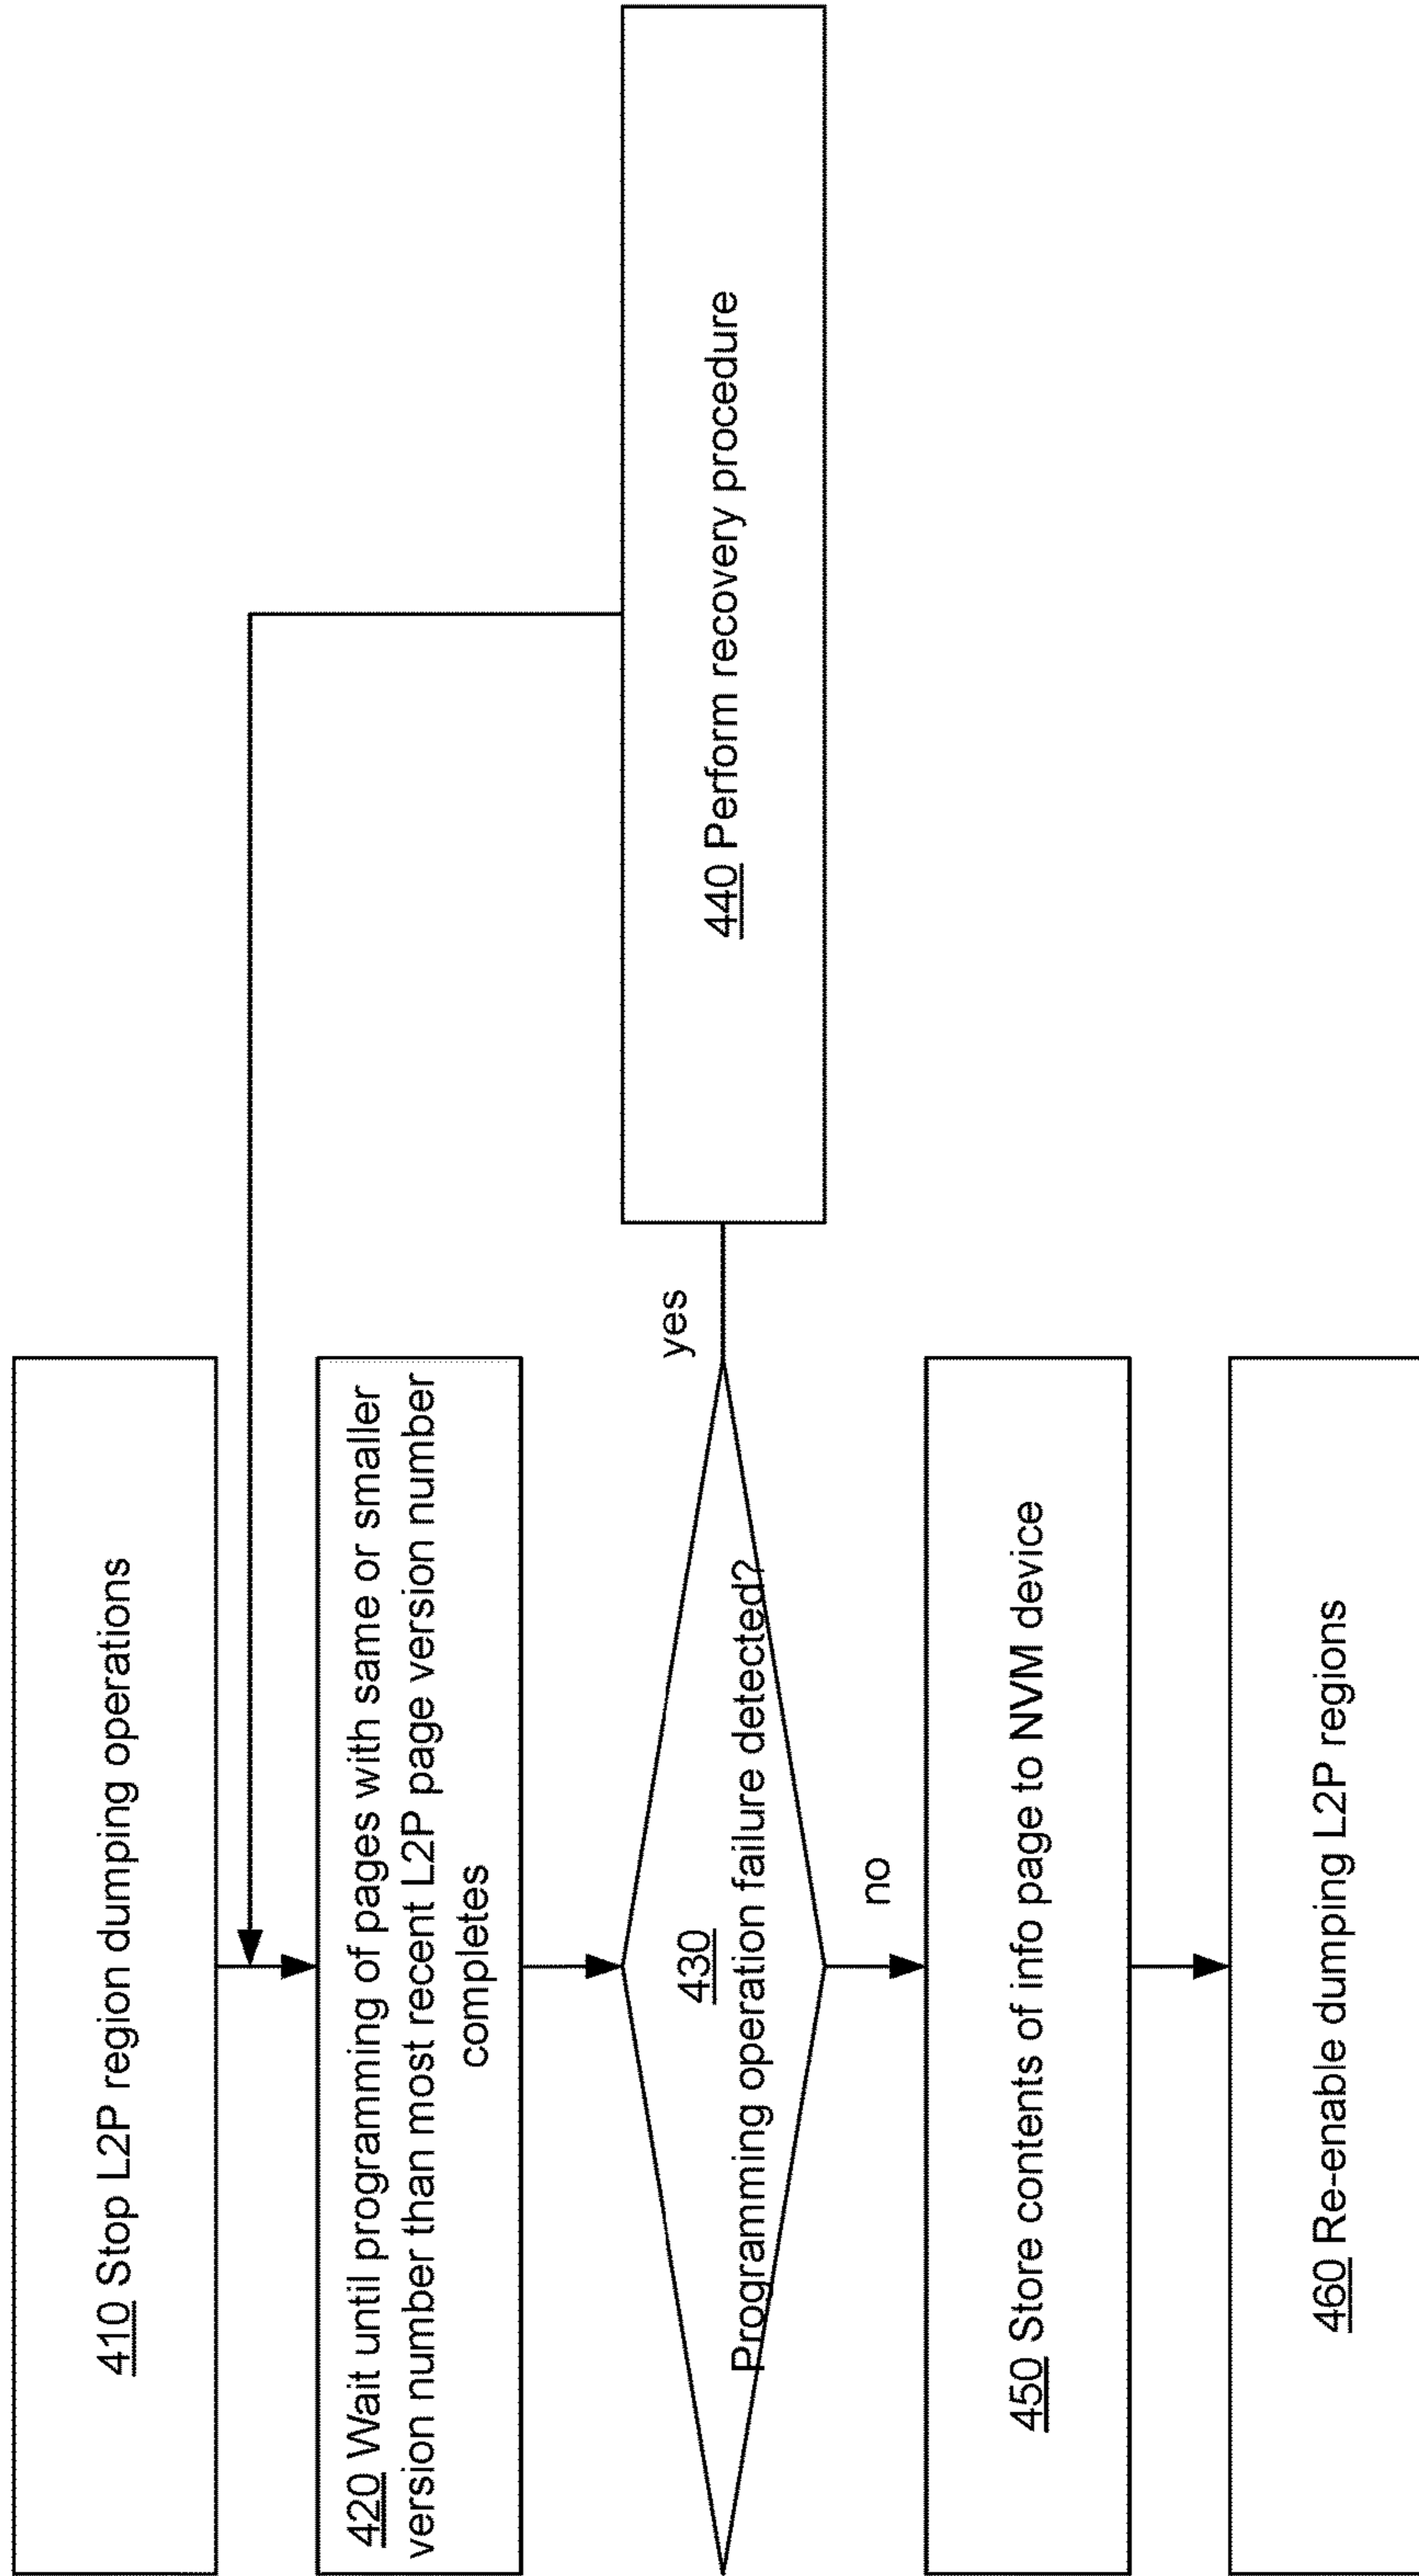 410 Stop L2P region dumping operations
420 Wait until programming of pages with same or smaller
version number than most recent L2P page version number
completes
430
Programming operation failure detected?
yes
440 Perform recovery procedure
no
450 Store contents of info page to NVM device
460 Re-enable dumping L2P regions